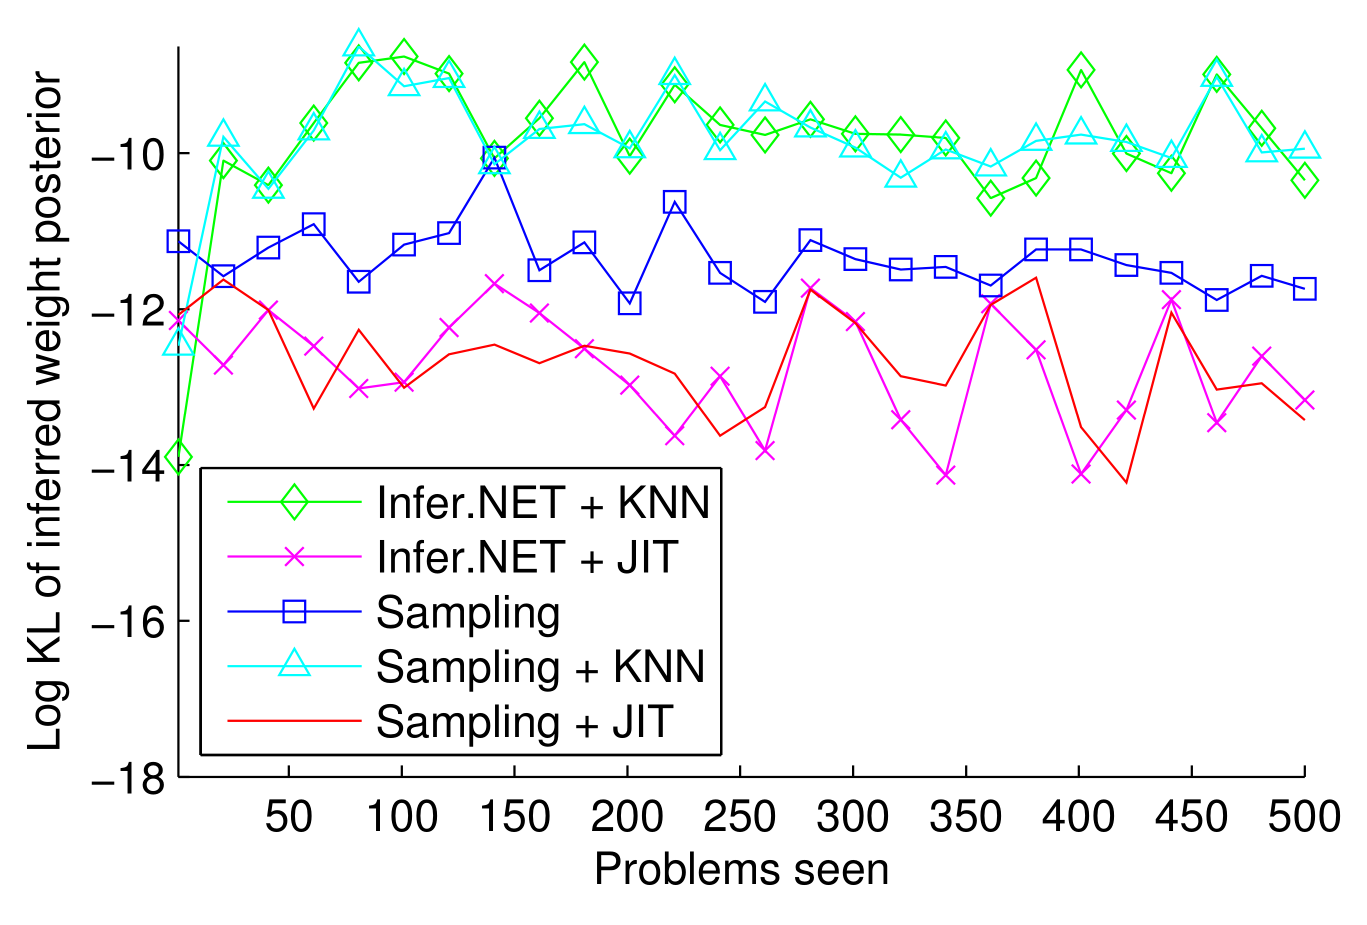 Log KL of inferred weight posterior
−10
−12
−14
−16
−18
Infer.NET + KNN
Infer.NET + JIT
Sampling
Sampling + KNN
Sampling + JIT
50 100 150 200 250 300 350 400 450 500
Problems seen